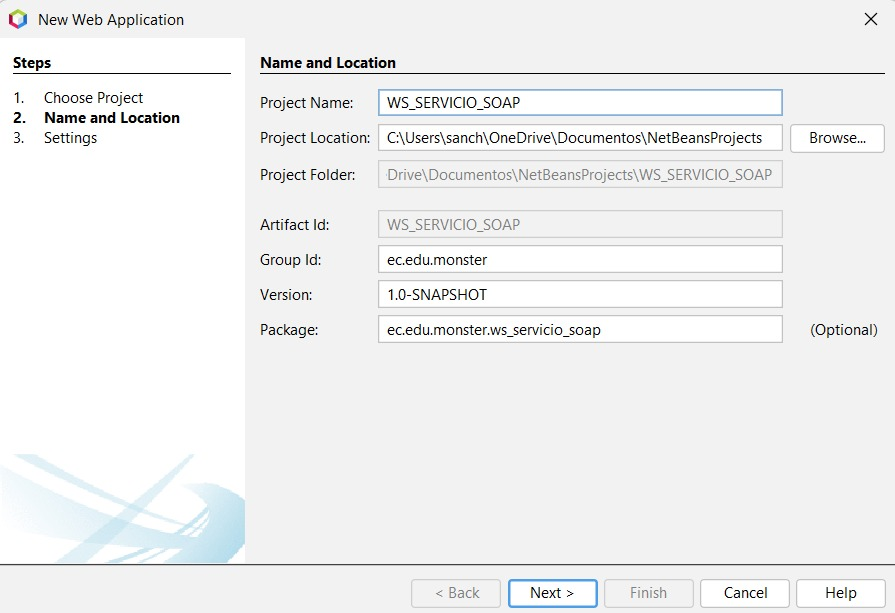 New Web Application
Steps
1. Choose Project
2. Name and Location
3. Settings
Name and Location
Project Name: WS_SERVICIO_SOAP
Project Location: C:\Users\sanch\OneDrive\Documentos\NetBeansProjects Browse...
Project Folder: Drive\Documentos\NetBeansProjects\WS_SERVICIO_SOAP
Artifact Id: WS_SERVICIO_SOAP
Group Id: ec.edu.monster
Version: 1.0-SNAPSHOT
Package: ec.edu.monster.ws_servicio_soap (Optional)
< Back Next > Finish Cancel Help